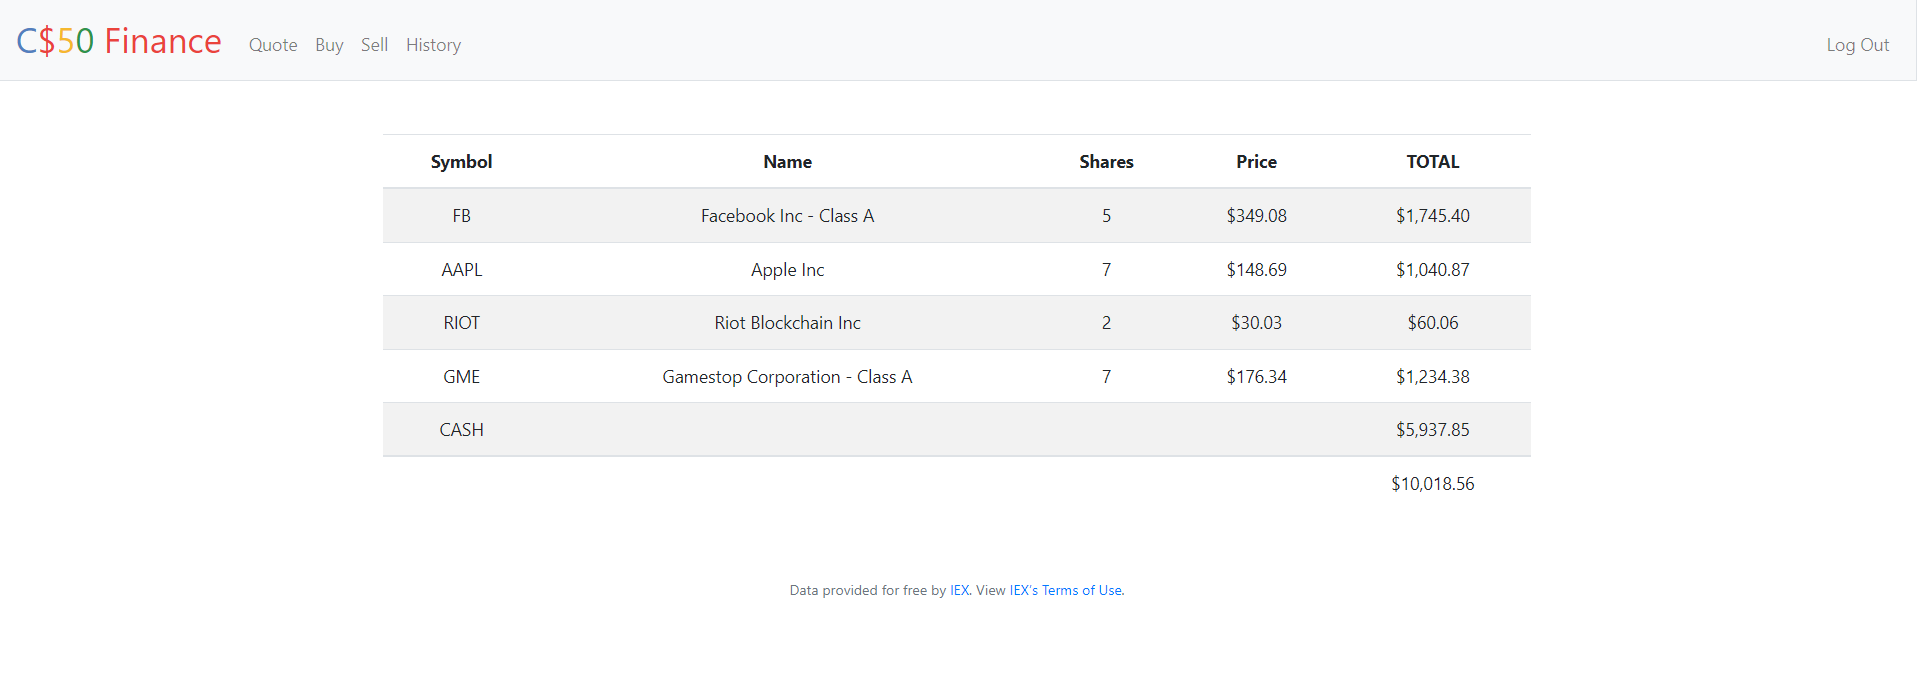 C$50 Finance Quote Buy Sell History Log Out
Symbol Name Shares Price TOTAL
FB Facebook Inc - Class A 5 $349.08 $1,745.40
AAPL Apple Inc 7 $148.69 $1,040.87
RIOT Riot Blockchain Inc 2 $30.03 $60.06
GME Gamestop Corporation - Class A 7 $176.34 $1,234.38
CASH $5,937.85
$10,018.56
Data provided for free by IEX. View IEX's Terms of Use.